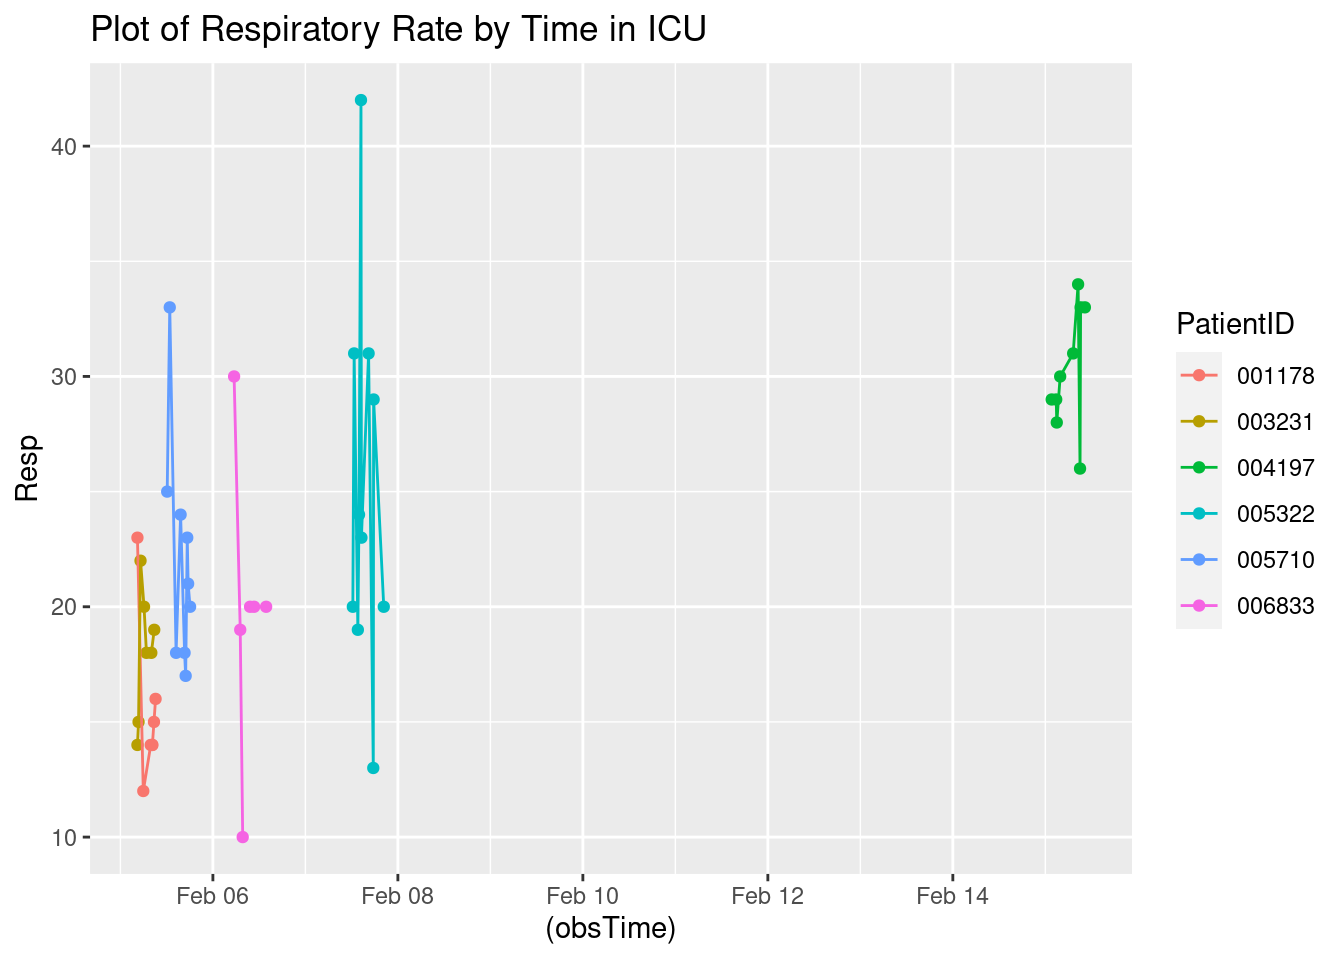 Plot of Respiratory Rate by Time in ICU
40
30
20
10
Resp
Feb 06
Feb 08
Feb 10
Feb 12
Feb 14
(obsTime)
PatientID
001178
003231
004197
005322
005710
006833